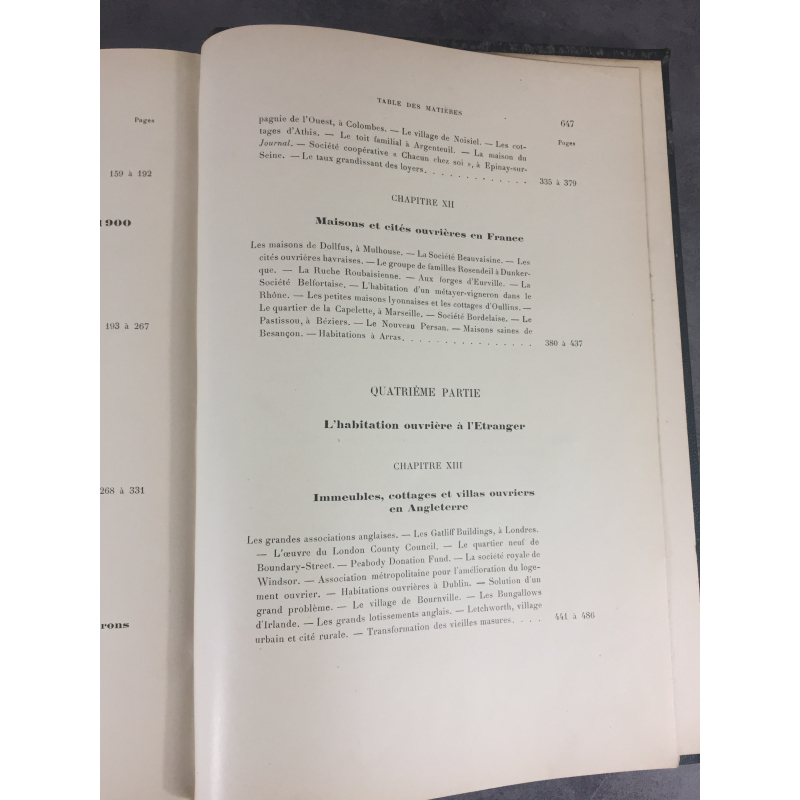 Pages
159 à 192
1900
193 à 267
268 à 331
rons
TABLE DES MATIÈRES
647
Pages
pagnie de l'Ouest, à Colombes. — Le village de Noisiel. — Les cot-
tages d'Athis. — Le toit familial à Argenteuil. — La maison du
Journal. — Société coopérative « Chacun chez soi », à Epinay-sur-
Seine. — Le taux grandissant des loyers. . . . . . . . . . . . . 335 à 379
CHAPITRE XII
Maisons et cités ouvrières en France
Les maisons de Dollfus, à Mulhouse. — La Société Beauvaisine. — Les
cités ouvrières havraises. — Le groupe de familles Rosendeil à Dunker-
que. — La Ruche Roubaisienne. — Aux forges d'Eurville. — La
Société Belfortaise. — L'habitation d'un métayer-vigneron dans le
Rhône. — Les petites maisons lyonnaises et les cottages d'Oullins. —
Le quartier de la Capelette, à Marseille. — Société Bordelaise. — Le
Pastissou, à Béziers. — Le Nouveau Persan. — Maisons saines de
Besançon. — Habitations à Arras. . . . . . . . . . . . . . . 380 à 437
QUATRIÈME PARTIE
L'habitation ouvrière à l'Etranger
CHAPITRE XIII
Immeubles, cottages et villas ouvriers
en Angleterre
Les grandes associations anglaises. — Les Gatliff Buildings, à Londres.
— L'œuvre du London County Council. — Le quartier neuf de
Boundary-Street. — Peabody Donation Fund. — La société royale de
Windsor. — Association métropolitaine pour l'amélioration du loge-
ment ouvrier. — Habitations ouvrières à Dublin. — Solution d'un
grand problème. — Le village de Bournville. — Les Bungallows
d'Irlande. — Les grands lotissements anglais. — Letchworth, village
urbain et cité rurale. — Transformation des vieilles masures. . . . . 441 à 486